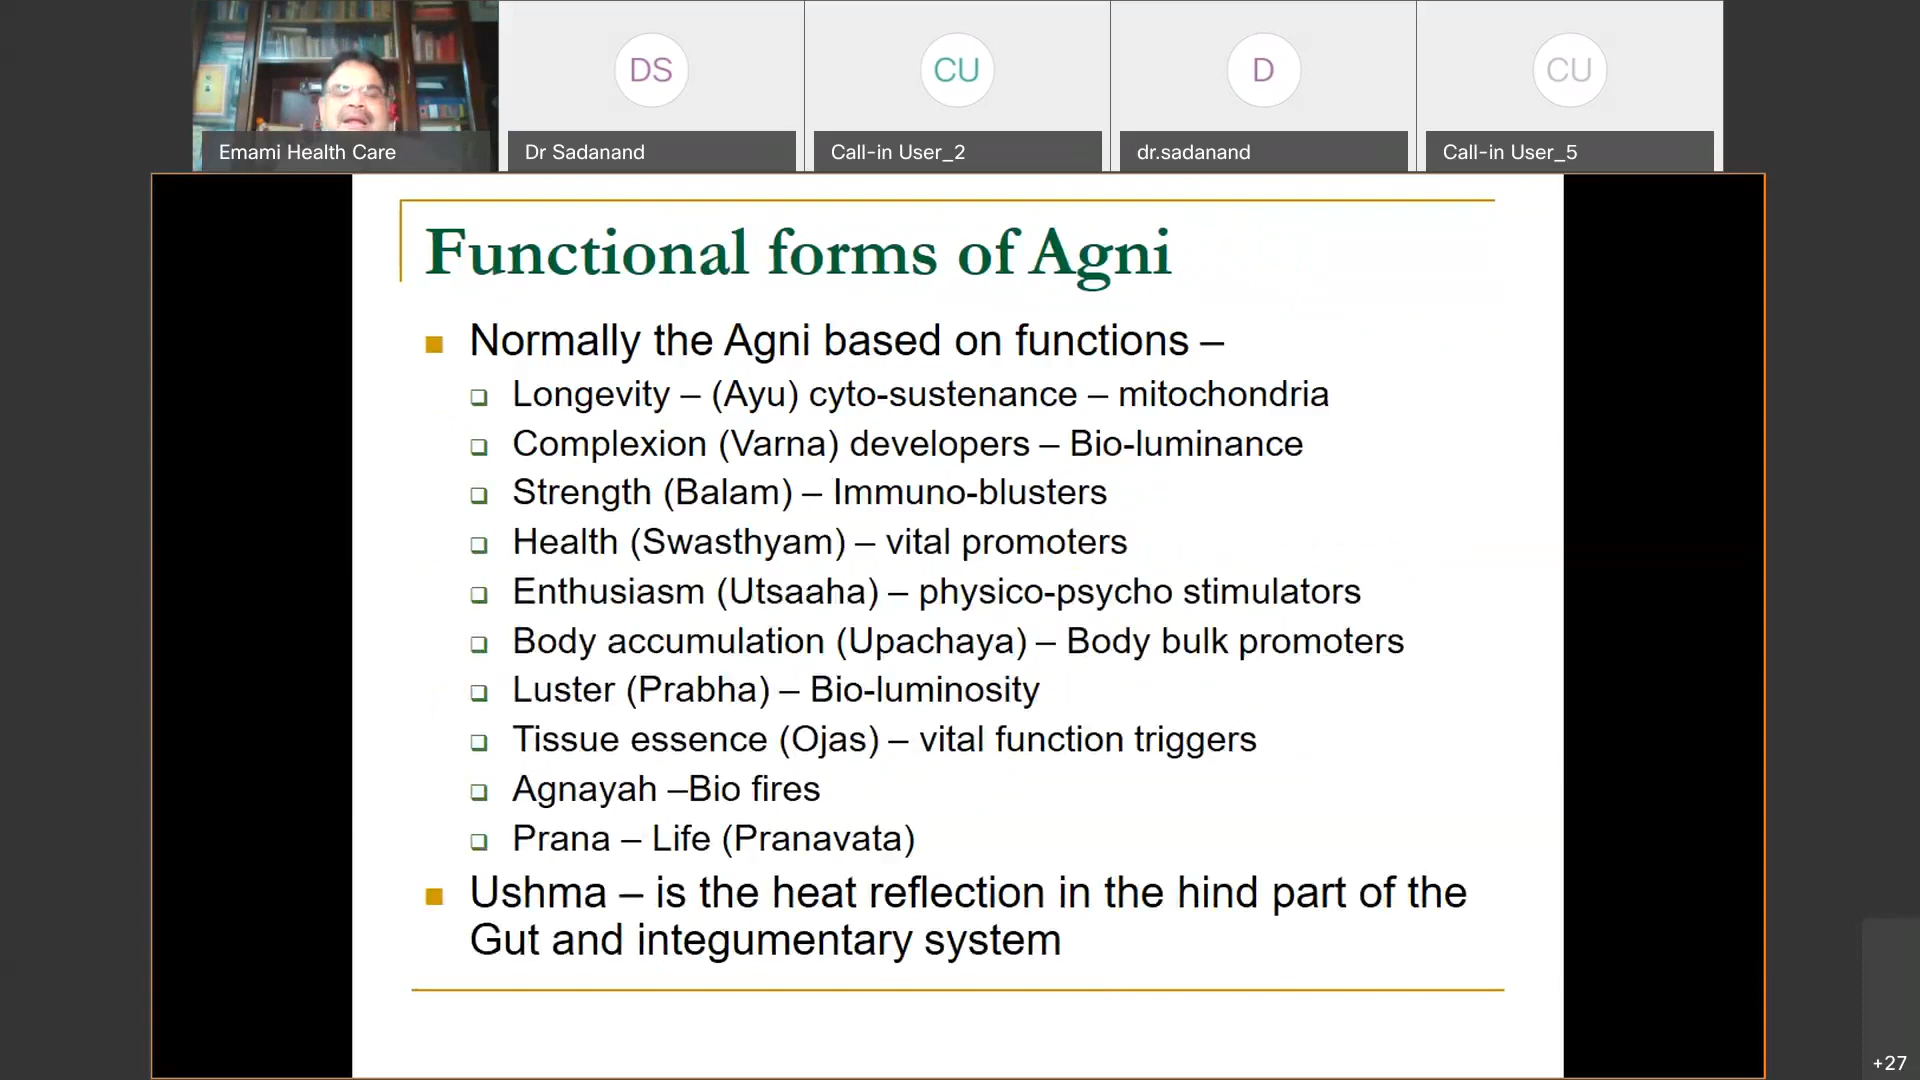 DS
CU
D
CU
Emami Health Care
Dr Sadanand
Call-in User_2
dr.sadanand
Call-in User_5
Functional forms of Agni
Normally the Agni based on functions –
Longevity – (Ayu) cyto-sustenance – mitochondria
Complexion (Varna) developers – Bio-luminance
Strength (Balam) – Immuno-blusters
Health (Swasthyam) – vital promoters
Enthusiasm (Utsaaha) – physico-psycho stimulators
Body accumulation (Upachaya) – Body bulk promoters
Luster (Prabha) – Bio-luminosity
Tissue essence (Ojas) – vital function triggers
Agnayah –Bio fires
Prana – Life (Pranavata)
Ushma – is the heat reflection in the hind part of the
Gut and integumentary system
+27